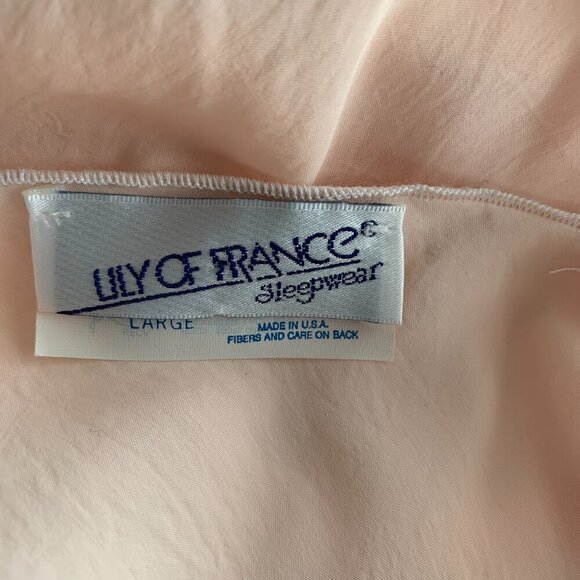 LILY OF FRANCE®
Sleepwear
LARGE
MADE IN U.S.A.
FIBERS AND CARE ON BACK